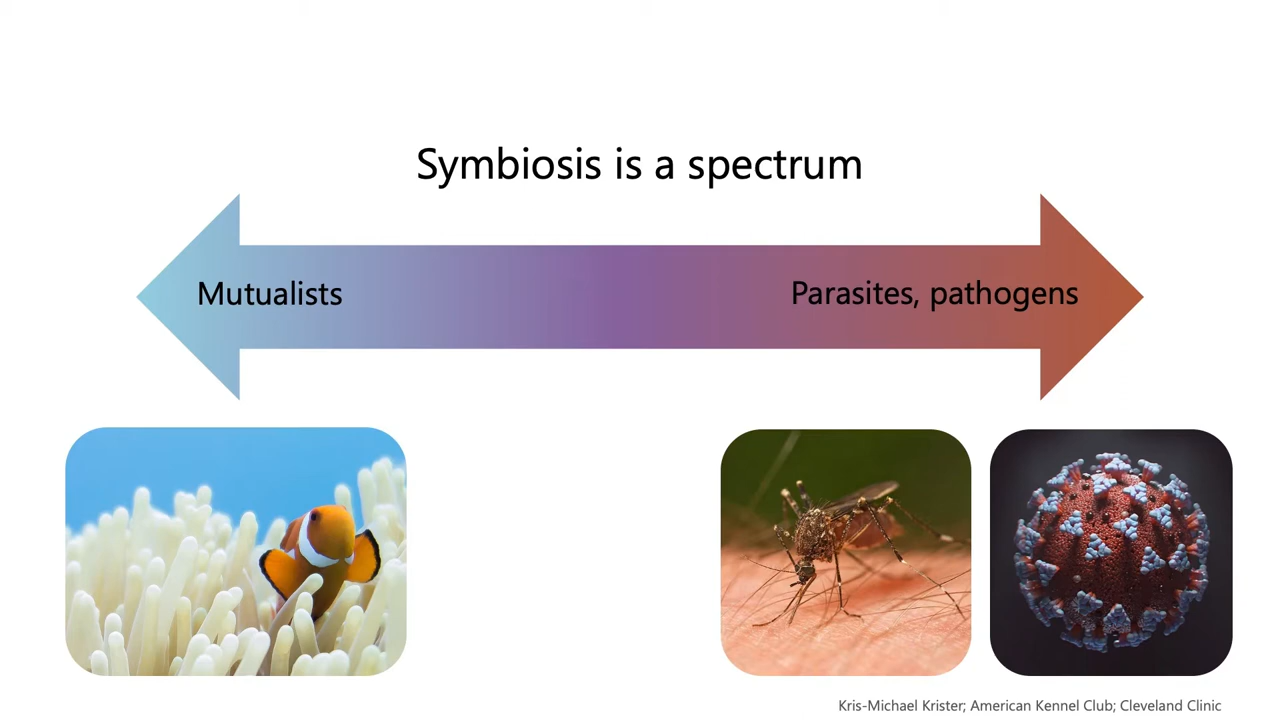 Symbiosis is a spectrum
Mutualists
Parasites, pathogens
Kris-Michael Krister; American Kennel Club; Cleveland Clinic